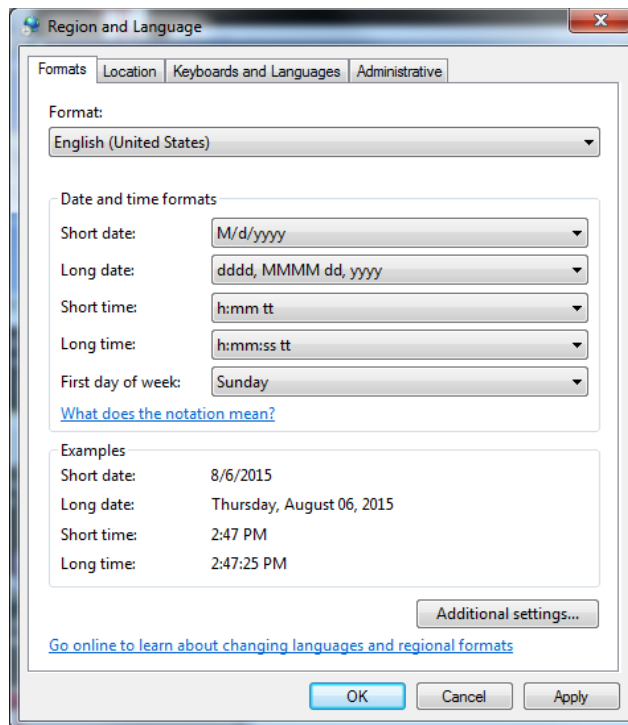 Region and Language
Formats Location Keyboards and Languages Administrative
Format:
English (United States)
Date and time formats
Short date: M/d/yyyy
Long date: dddd, MMMM dd, yyyy
Short time: h:mm tt
Long time: h:mm:ss tt
First day of week: Sunday
What does the notation mean?
Examples
Short date: 8/6/2015
Long date: Thursday, August 06, 2015
Short time: 2:47 PM
Long time: 2:47:25 PM
Additional settings...
Go online to learn about changing languages and regional formats
OK Cancel Apply